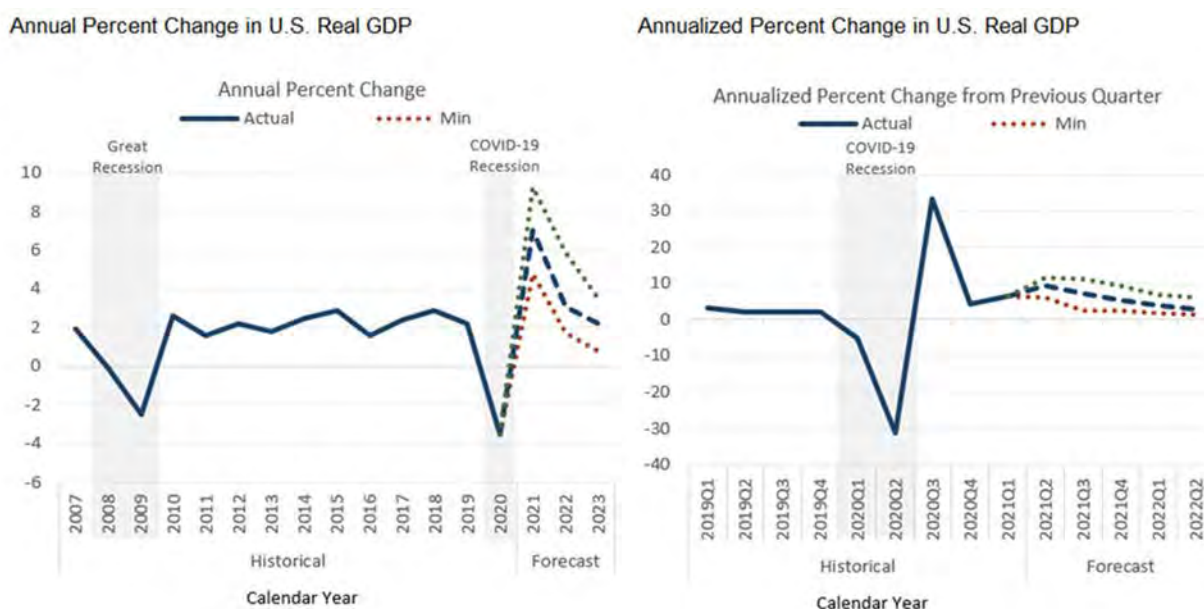 Annual Percent Change in U.S. Real GDP
Annual Percent Change
Actual
Min
Great
Recession
COVID-19
Recession
10
8
6
4
2
0
-2
-4
-6
2007
2008
2009
2010
2011
2012
2013
2014
2015
2016
2017
2018
2019
2020
2021
2022
2023
Historical
Forecast
Calendar Year
Annualized Percent Change in U.S. Real GDP
Annualized Percent Change from Previous Quarter
Actual
Min
COVID-19
Recession
40
30
20
10
0
-10
-20
-30
-40
2019Q1
2019Q2
2019Q3
2019Q4
2020Q1
2020Q2
2020Q3
2020Q4
2021Q1
2021Q2
2021Q3
2021Q4
2022Q1
2022Q2
Historical
Forecast
Calendar Year